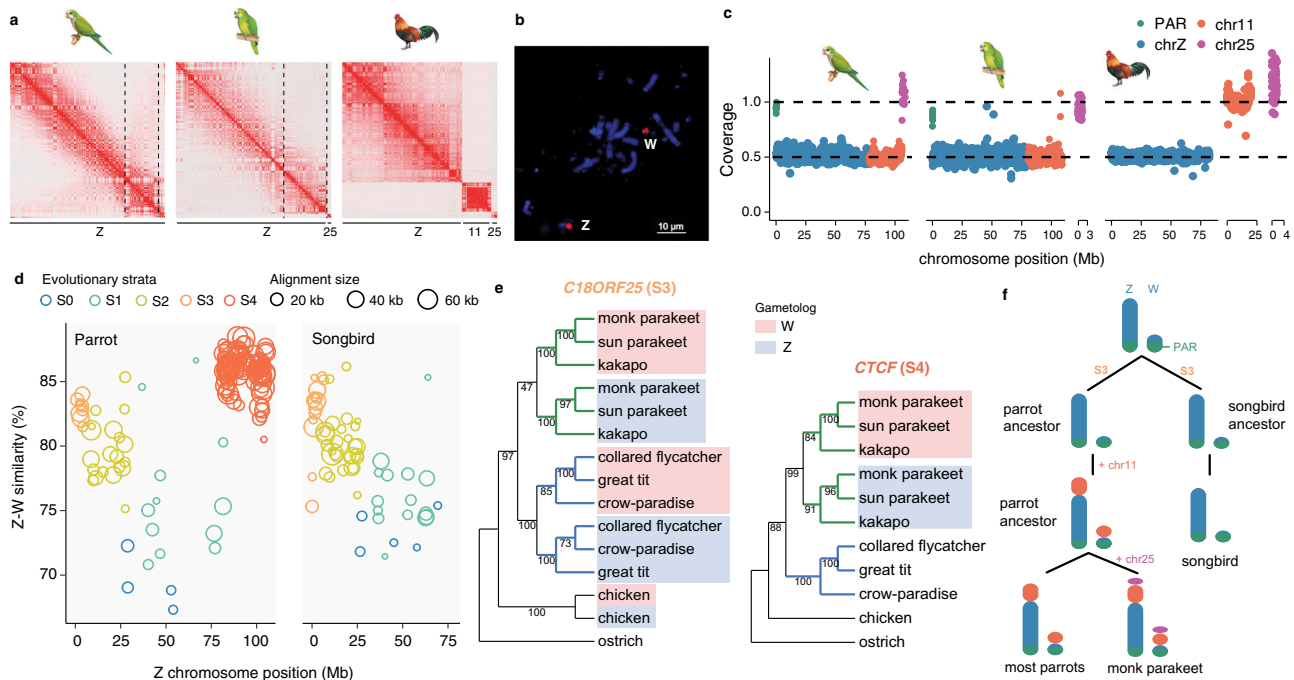 a
Z
Z
25
Z
11
25
b
W
Z
10 µm
c
PAR
chr11
chrZ
chr25
Coverage
1.0
0.5
0.0
0 25 50 75 100
0 3
0 25 50 75 100
0 3
0 25 50 75
0 25
0 4
chromosome position (Mb)
d
Evolutionary strata
Alignment size
S0 S1 S2 S3 S4
20 kb 40 kb 60 kb
Parrot
Songbird
Z-W similarity (%)
85
80
75
70
0 25 50 75 100
0 25 50 75
Z chromosome position (Mb)
e
C18ORF25 (S3)
monk parakeet
sun parakeet
kakapo
monk parakeet
sun parakeet
kakapo
collared flycatcher
great tit
crow-paradise
collared flycatcher
crow-paradise
great tit
chicken
chicken
ostrich
100
100
47
97
100
97
100
85
100
73
100
100
Gametolog
W
Z
CTCF (S4)
monk parakeet
sun parakeet
kakapo
monk parakeet
sun parakeet
kakapo
collared flycatcher
great tit
crow-paradise
chicken
ostrich
100
84
99
96
91
88
100
100
f
Z W
PAR
S3
S3
parrot
ancestor
songbird
ancestor
+ chr11
parrot
ancestor
songbird
+ chr25
most parrots
monk parakeet